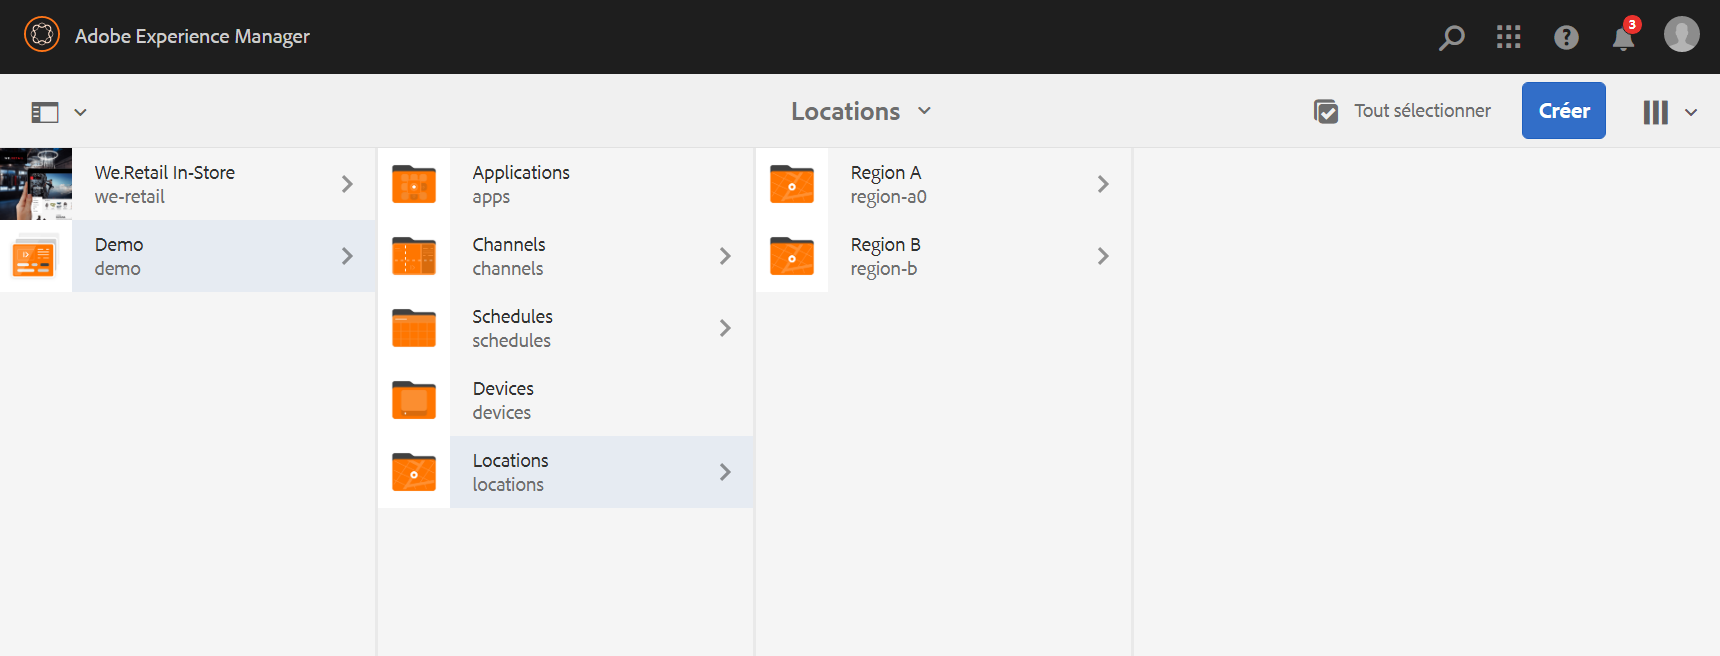 Adobe Experience Manager
3
Locations
Tout sélectionner
Créer
We.Retail In-Store
we-retail
Demo
demo
Applications
apps
Channels
channels
Schedules
schedules
Devices
devices
Locations
locations
Region A
region-a0
Region B
region-b